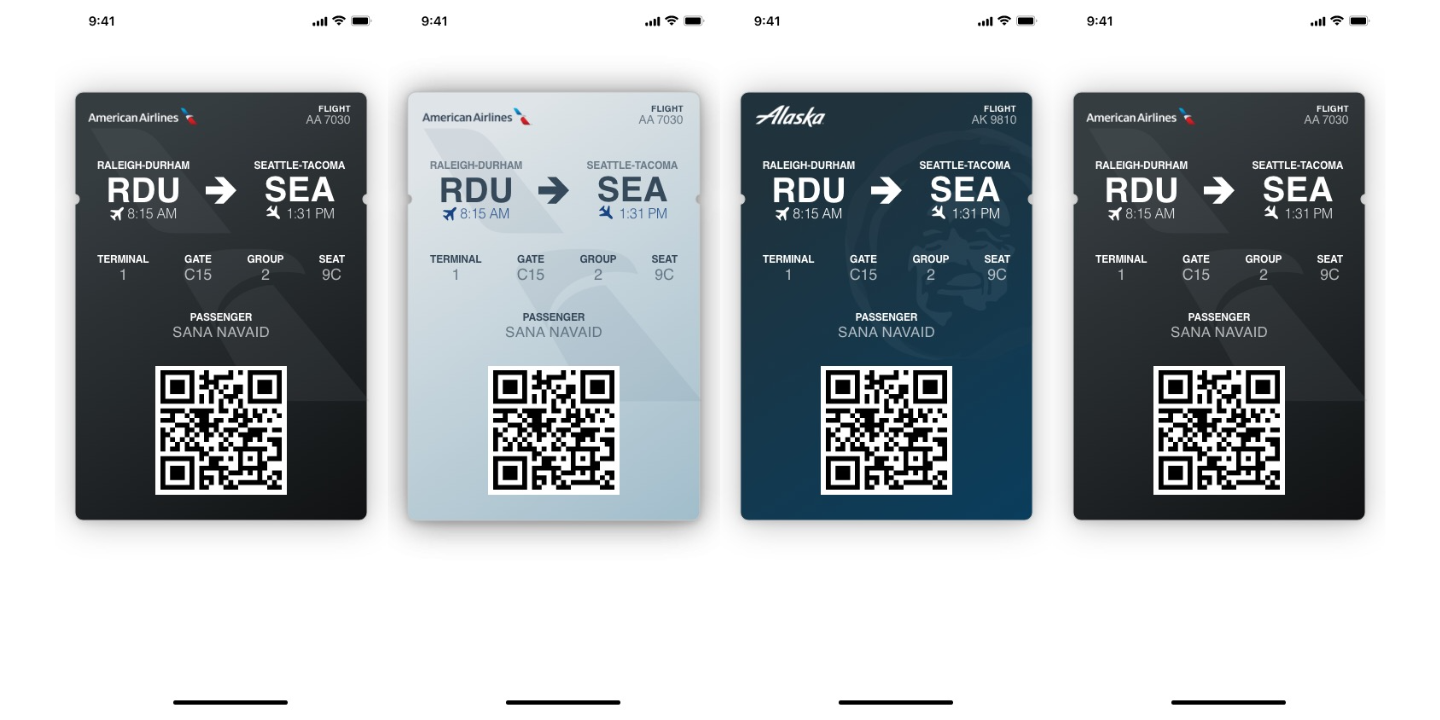 9:41
American Airlines
FLIGHT
AA 7030
RALEIGH-DURHAM
SEATTLE-TACOMA
RDU
SEA
8:15 AM
1:31 PM
TERMINAL GATE GROUP SEAT
1 C15 2 9C
PASSENGER
SANA NAVAID
9:41
American Airlines
FLIGHT
AA 7030
RALEIGH-DURHAM
SEATTLE-TACOMA
RDU
SEA
8:15 AM
1:31 PM
TERMINAL GATE GROUP SEAT
1 C15 2 9C
PASSENGER
SANA NAVAID
9:41
Alaska
FLIGHT
AK 9810
RALEIGH-DURHAM
SEATTLE-TACOMA
RDU
SEA
8:15 AM
1:31 PM
TERMINAL GATE GROUP SEAT
1 C15 2 9C
PASSENGER
SANA NAVAID
9:41
American Airlines
FLIGHT
AA 7030
RALEIGH-DURHAM
SEATTLE-TACOMA
RDU
SEA
8:15 AM
1:31 PM
TERMINAL GATE GROUP SEAT
1 C15 2 9C
PASSENGER
SANA NAVAID